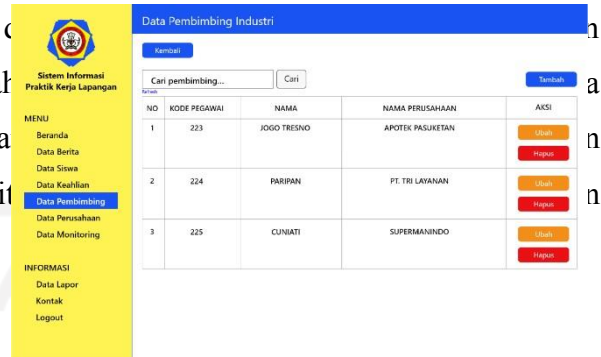 Data Pembimbing Industri
Kembali
Sistem Informasi
Praktik Kerja Lapangan
Cari pembimbing...
Cari
Tambah
Refresh
MENU
Beranda
Data Berita
Data Siswa
Data Keahlian
Data Pembimbing
Data Perusahaan
Data Monitoring
INFORMASI
Data Lapor
Kontak
Logout
NO KODE PEGAWAI NAMA NAMA PERUSAHAAN AKSI
1 223 JOGO TRESNO APOTEK PASUKETAN Ubah
Hapus
2 224 PARIPAN PT. TRI LAYANAN Ubah
Hapus
3 225 CUNIATI SUPERMANINDO Ubah
Hapus